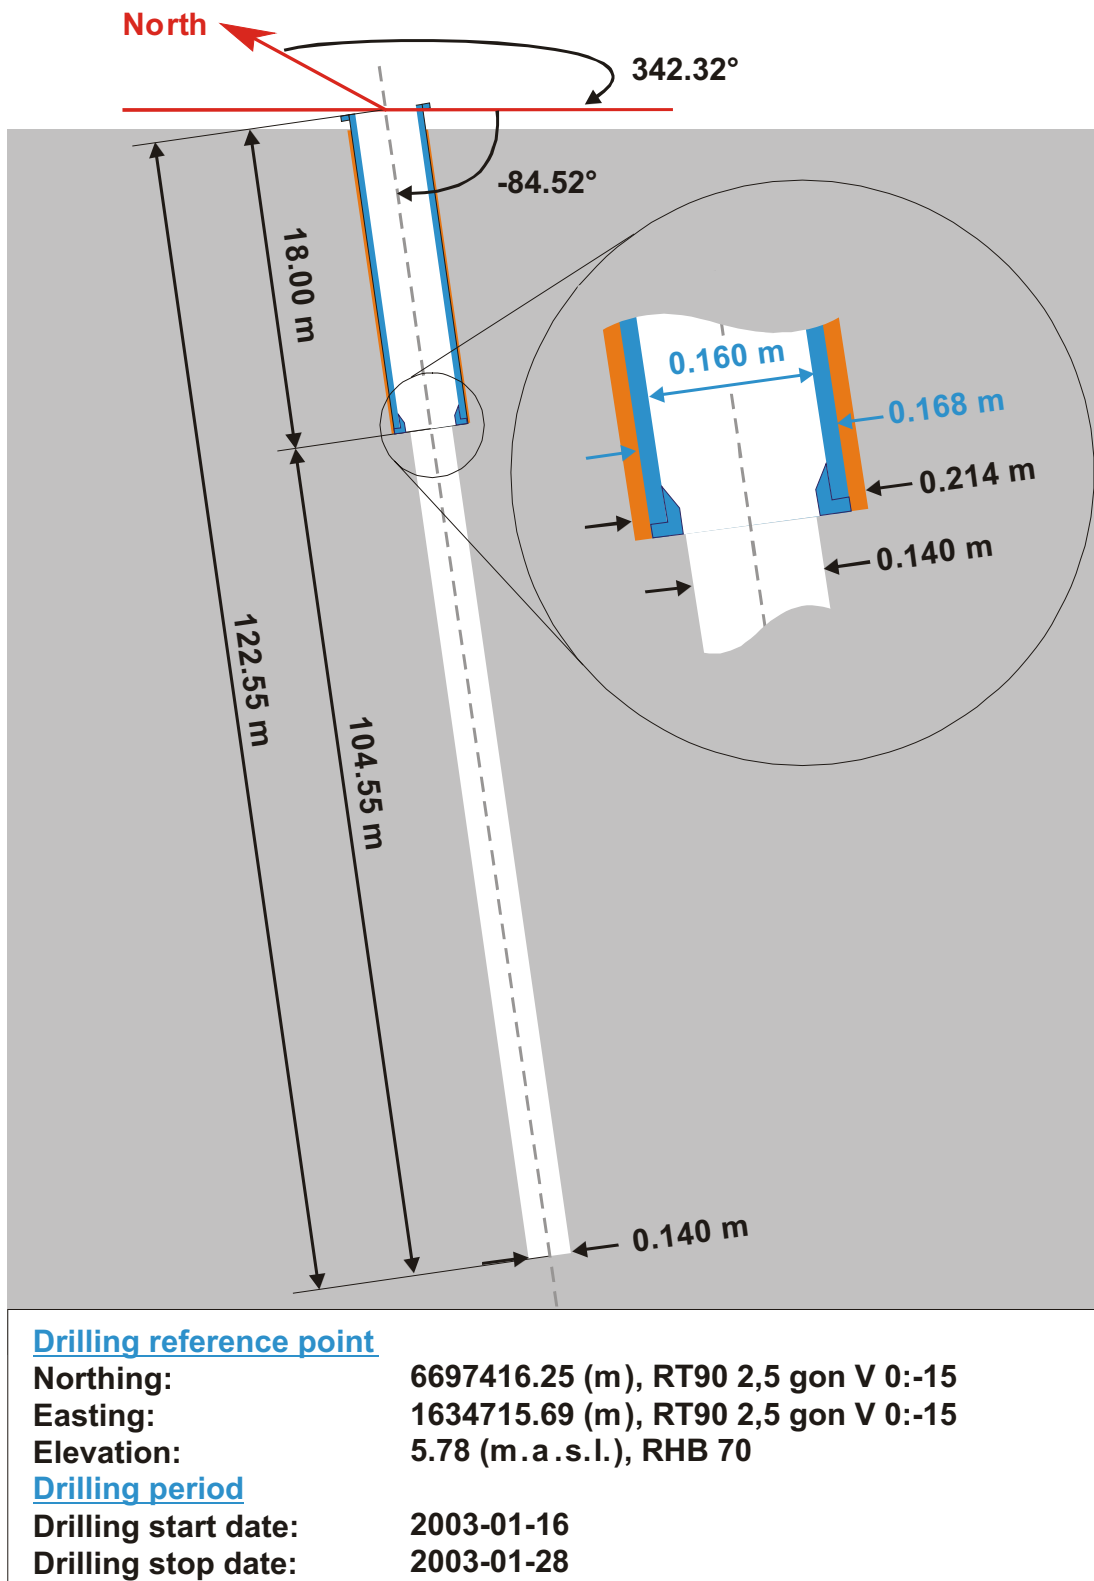 North
342.32°
-84.52°
18.00 m
0.160 m
0.168 m
0.214 m
0.140 m
122.55 m
104.55 m
0.140 m
Drilling reference point
Northing: 6697416.25 (m), RT90 2,5 gon V 0:-15
Easting: 1634715.69 (m), RT90 2,5 gon V 0:-15
Elevation: 5.78 (m.a.s.l.), RHB 70
Drilling period
Drilling start date: 2003-01-16
Drilling stop date: 2003-01-28